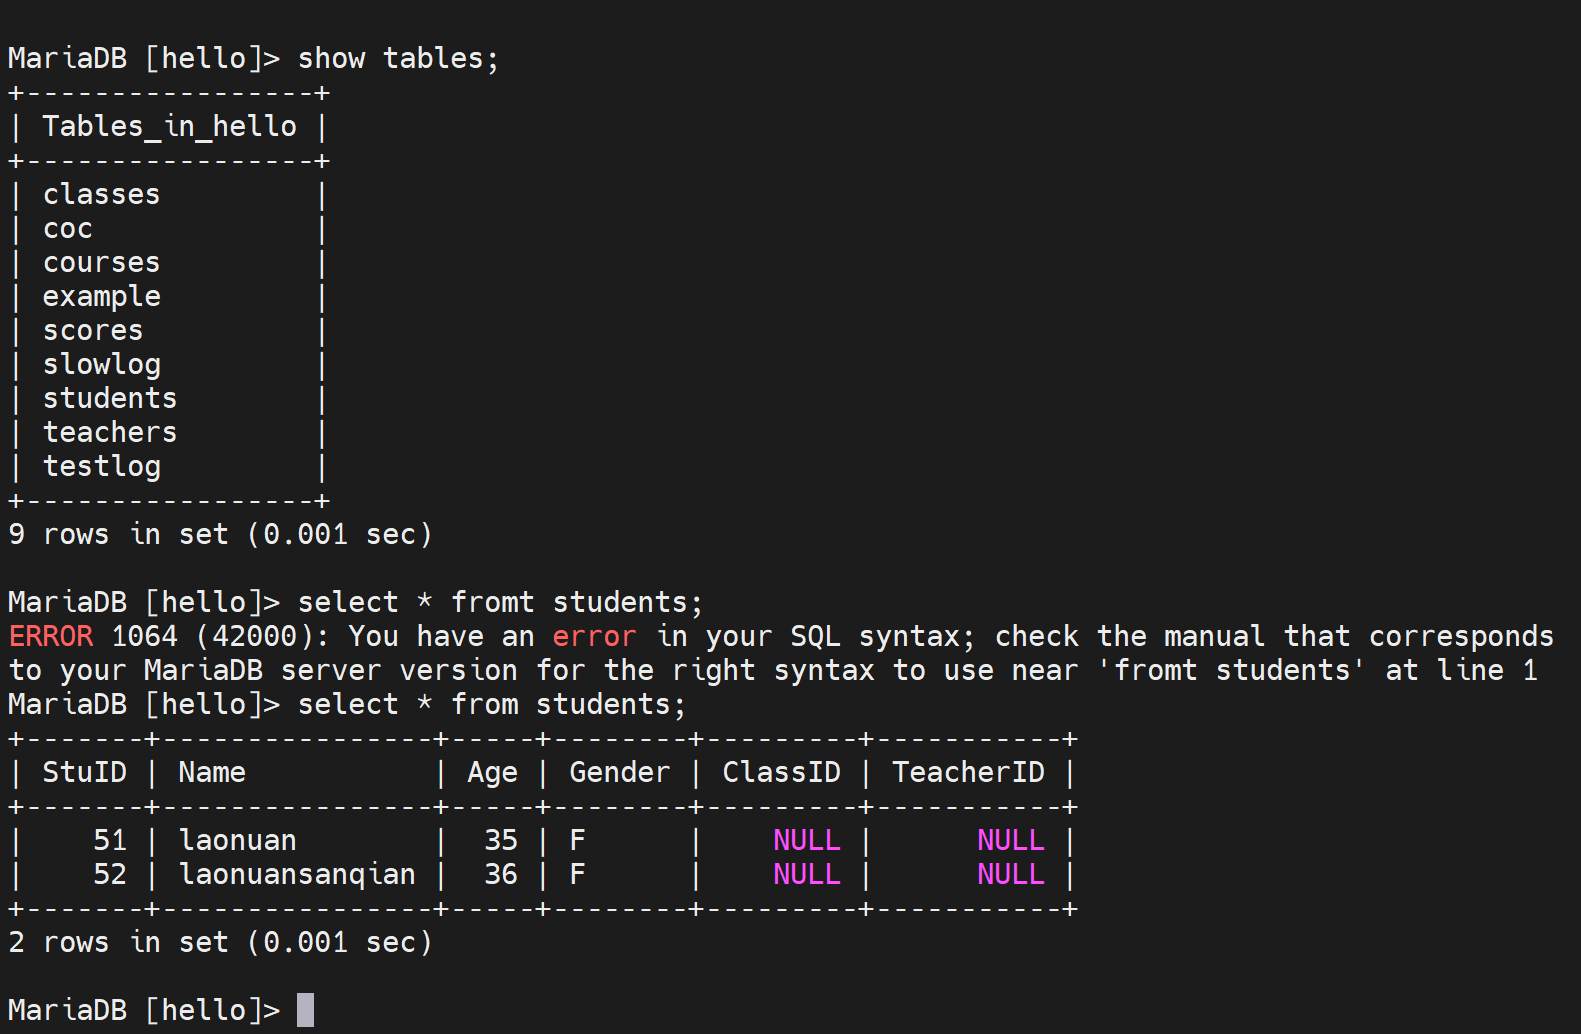 MariaDB [hello]> show tables;
+-----------------+
| Tables_in_hello |
+-----------------+
| classes         |
| coc             |
| courses         |
| example         |
| scores          |
| slowlog         |
| students        |
| teachers        |
| testlog         |
+-----------------+
9 rows in set (0.001 sec)
MariaDB [hello]> select * fromt students;
ERROR 1064 (42000): You have an error in your SQL syntax; check the manual that corresponds
to your MariaDB server version for the right syntax to use near 'fromt students' at line 1
MariaDB [hello]> select * from students;
+-------+----------------+-----+--------+---------+-----------+
| StuID | Name           | Age | Gender | ClassID | TeacherID |
+-------+----------------+-----+--------+---------+-----------+
|    51 | laonuan        |  35 | F      |    NULL |      NULL |
|    52 | laonuansanqian |  36 | F      |    NULL |      NULL |
+-------+----------------+-----+--------+---------+-----------+
2 rows in set (0.001 sec)
MariaDB [hello]>